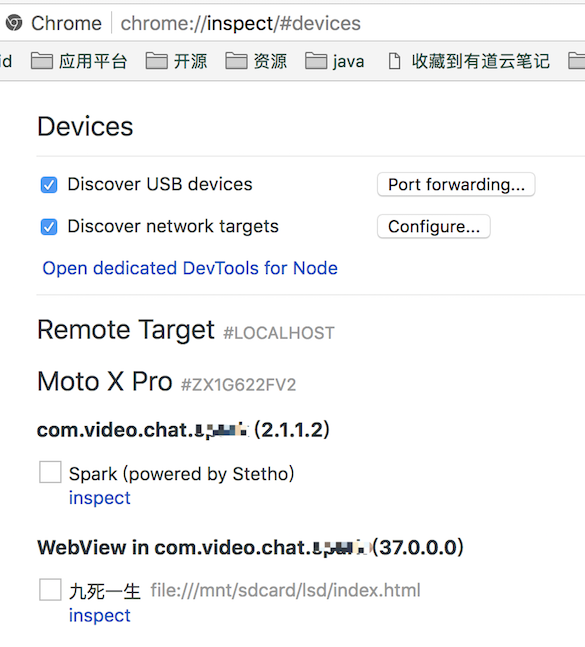 Chrome chrome://inspect/#devices
id 应用平台 开源 资源 java 收藏到有道云笔记
Devices
Discover USB devices Port forwarding...
Discover network targets Configure...
Open dedicated DevTools for Node
Remote Target #LOCALHOST
Moto X Pro #ZX1G622FV2
com.video.chat. (2.1.1.2)
Spark (powered by Stetho)
inspect
WebView in com.video.chat. (37.0.0.0)
九死一生 file:///mnt/sdcard/lsd/index.html
inspect